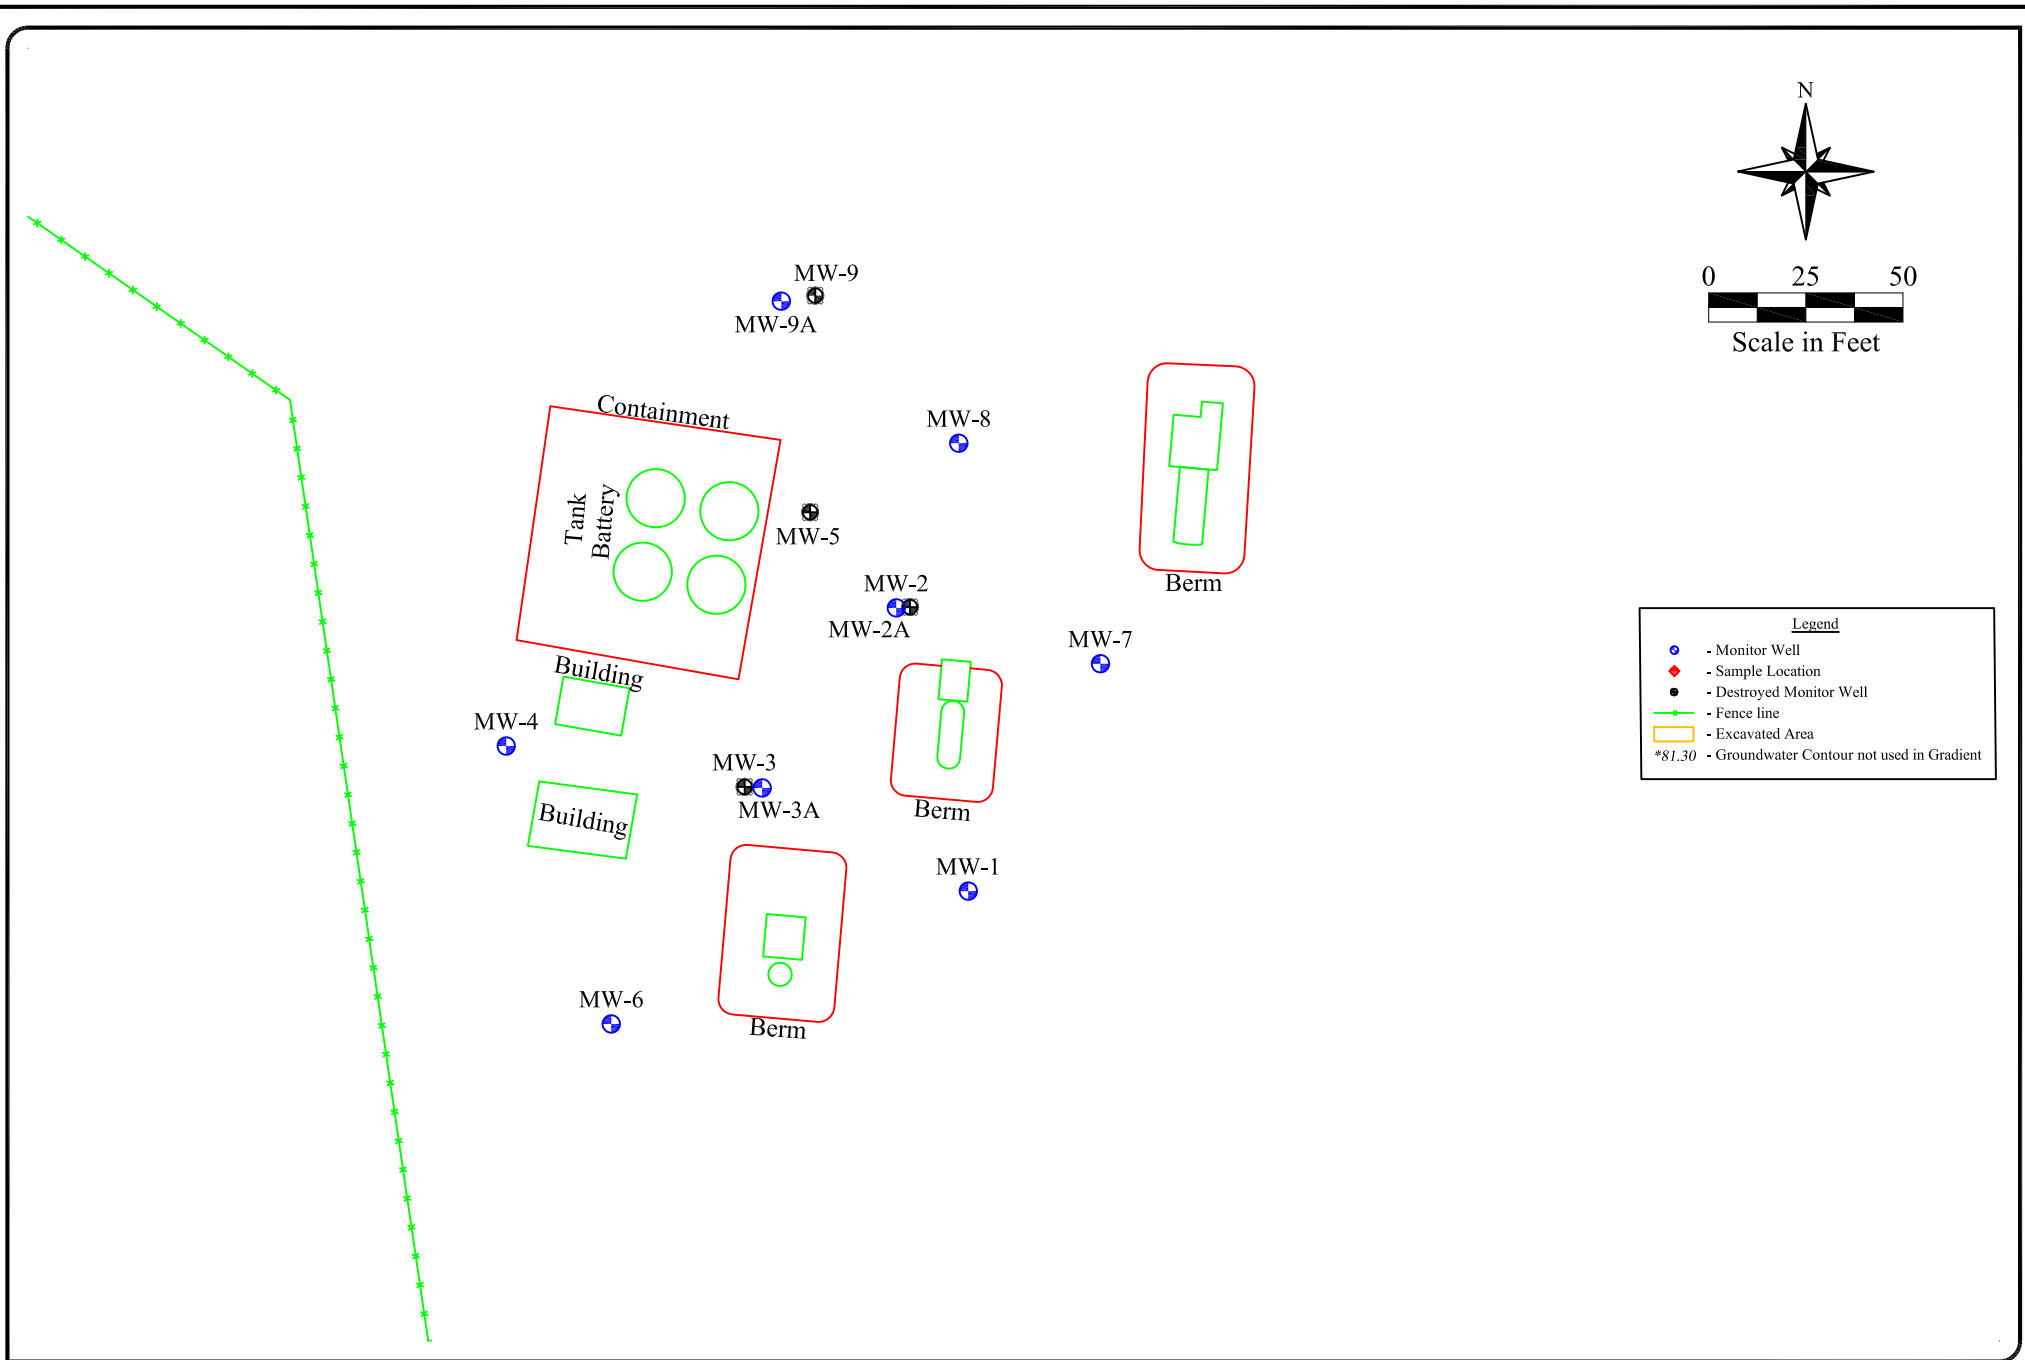 N
0 25 50
Scale in Feet
MW-9
MW-9A
Containment
MW-8
Tank
Battery
MW-5
Berm
MW-2
MW-2A
MW-7
Building
MW-4
MW-3
MW-3A
Building
Berm
MW-1
MW-6
Berm
Legend
- Monitor Well
- Sample Location
- Destroyed Monitor Well
- Fence line
- Excavated Area
*81.30 - Groundwater Contour not used in Gradient